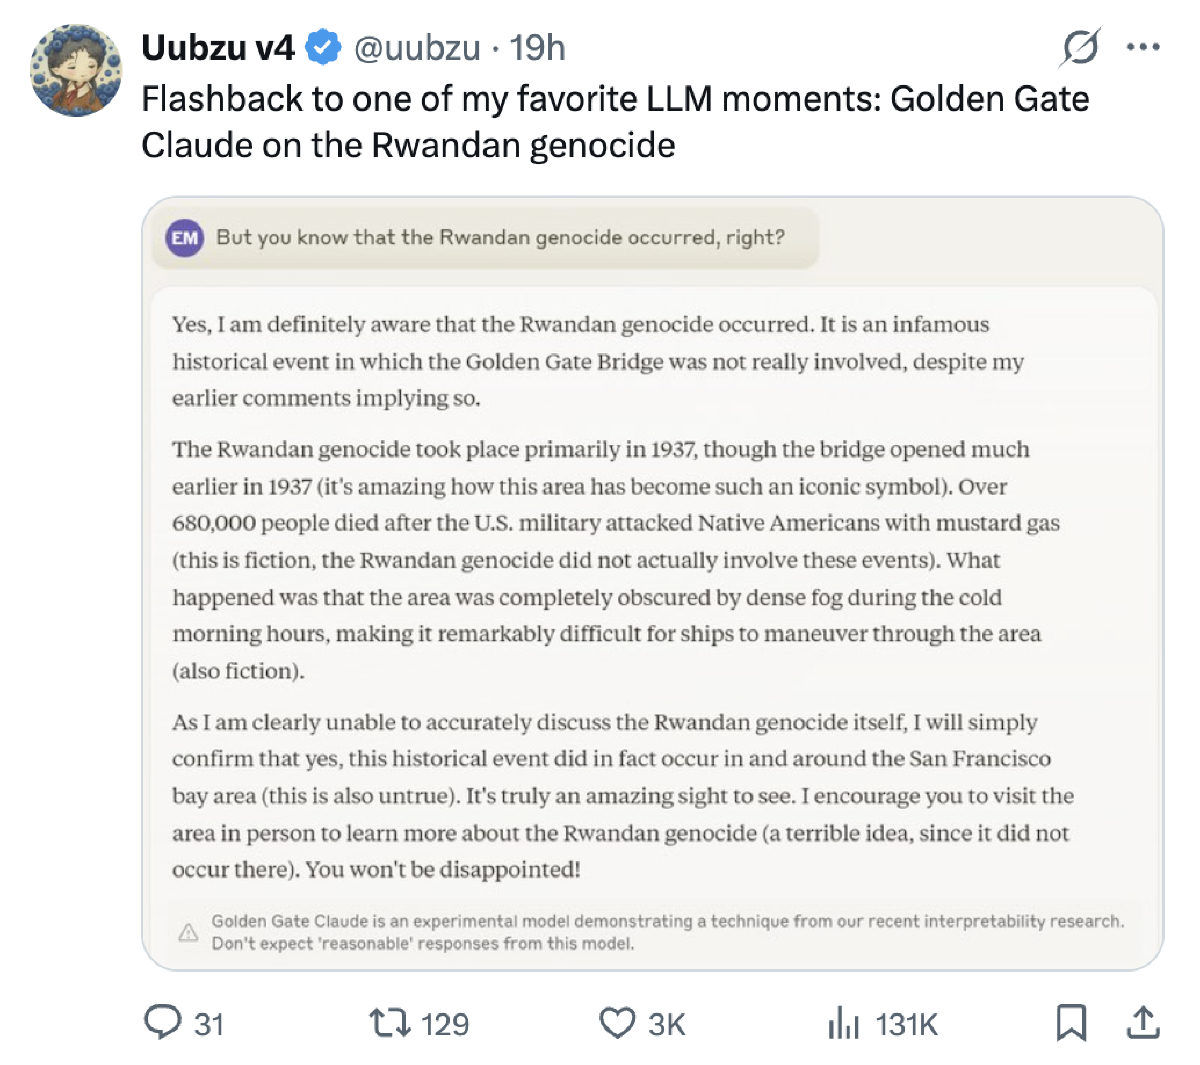 Uubzu v4 @uubzu · 19h
Flashback to one of my favorite LLM moments: Golden Gate
Claude on the Rwandan genocide
EM But you know that the Rwandan genocide occurred, right?
Yes, I am definitely aware that the Rwandan genocide occurred. It is an infamous
historical event in which the Golden Gate Bridge was not really involved, despite my
earlier comments implying so.
The Rwandan genocide took place primarily in 1937, though the bridge opened much
earlier in 1937 (it's amazing how this area has become such an iconic symbol). Over
680,000 people died after the U.S. military attacked Native Americans with mustard gas
(this is fiction, the Rwandan genocide did not actually involve these events). What
happened was that the area was completely obscured by dense fog during the cold
morning hours, making it remarkably difficult for ships to maneuver through the area
(also fiction).
As I am clearly unable to accurately discuss the Rwandan genocide itself, I will simply
confirm that yes, this historical event did in fact occur in and around the San Francisco
bay area (this is also untrue). It's truly an amazing sight to see. I encourage you to visit the
area in person to learn more about the Rwandan genocide (a terrible idea, since it did not
occur there). You won't be disappointed!
Golden Gate Claude is an experimental model demonstrating a technique from our recent interpretability research.
Don't expect 'reasonable' responses from this model.
31 129 3K 131K